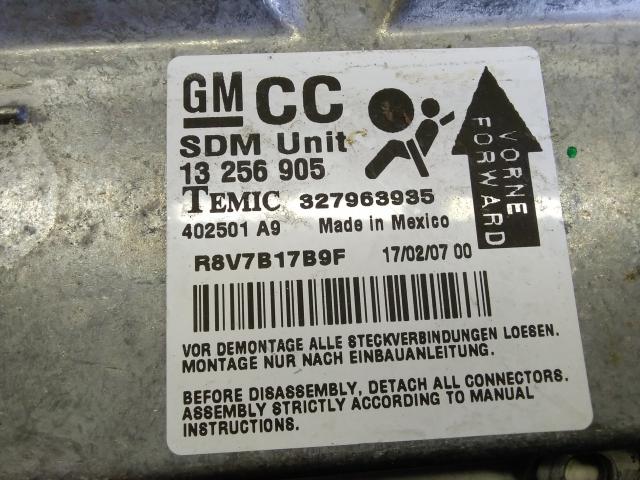 GM CC
SDM Unit
13 256 905
TEMIC 327963935
402501 A9 Made in Mexico
R8V7B17B9F 17/02/07 00
VORNE
FORWARD
VOR DEMONTAGE ALLE STECKVERBINDUNGEN LOESEN.
MONTAGE NUR NACH EINBAUANLEITUNG.
BEFORE DISASSEMBLY, DETACH ALL CONNECTORS.
ASSEMBLY STRICTLY ACCORDING TO MANUAL
INSTRUCTIONS.